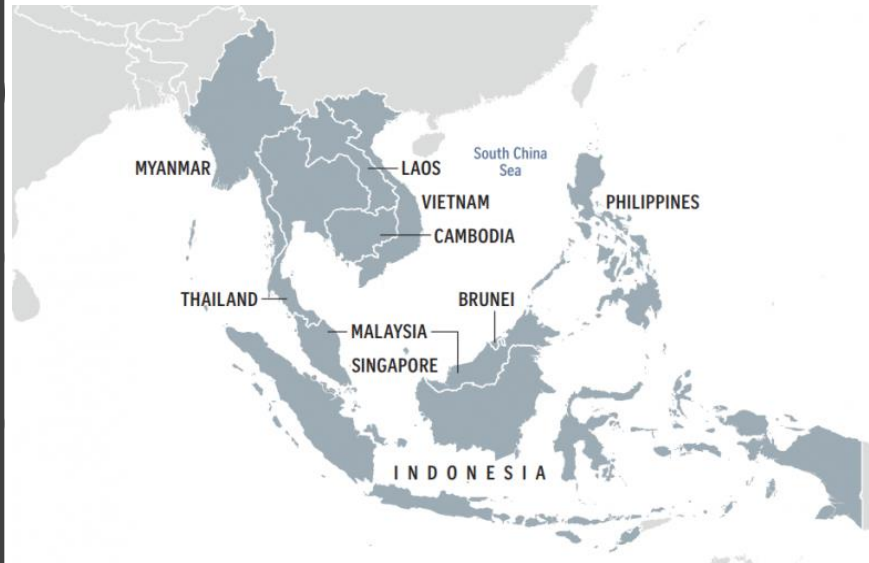 MYANMAR
LAOS
South China
Sea
VIETNAM
PHILIPPINES
CAMBODIA
THAILAND
BRUNEI
MALAYSIA
SINGAPORE
INDONESIA